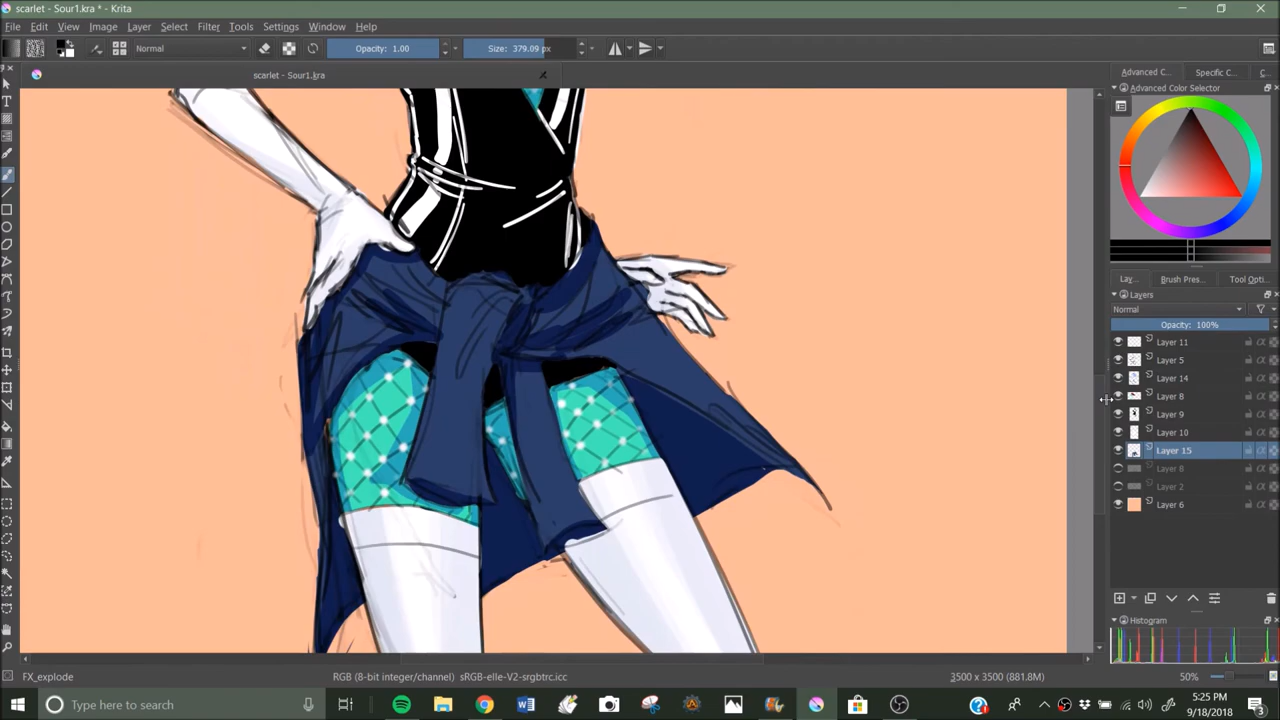 scarlet - Sour1.kra * - Krita
File Edit View Image Layer Select Filter Tools Settings Window Help
Normal Opacity: 1.00 Size: 379.09 px
scarlet - Sour1.kra
Advanced C... Specific C... C...
Advanced Color Selector
Lay... Brush Pres... Tool Opti...
Layers
Normal
Opacity: 100%
Layer 11
Layer 5
Layer 14
Layer 8
Layer 9
Layer 10
Layer 15
Layer 8
Layer 2
Layer 6
Histogram
FX_explode RGB (8-bit integer/channel) sRGB-elle-V2-srgbtrc.icc 3500 x 3500 (881.8M) 50%
Type here to search
5:25 PM
9/18/2018